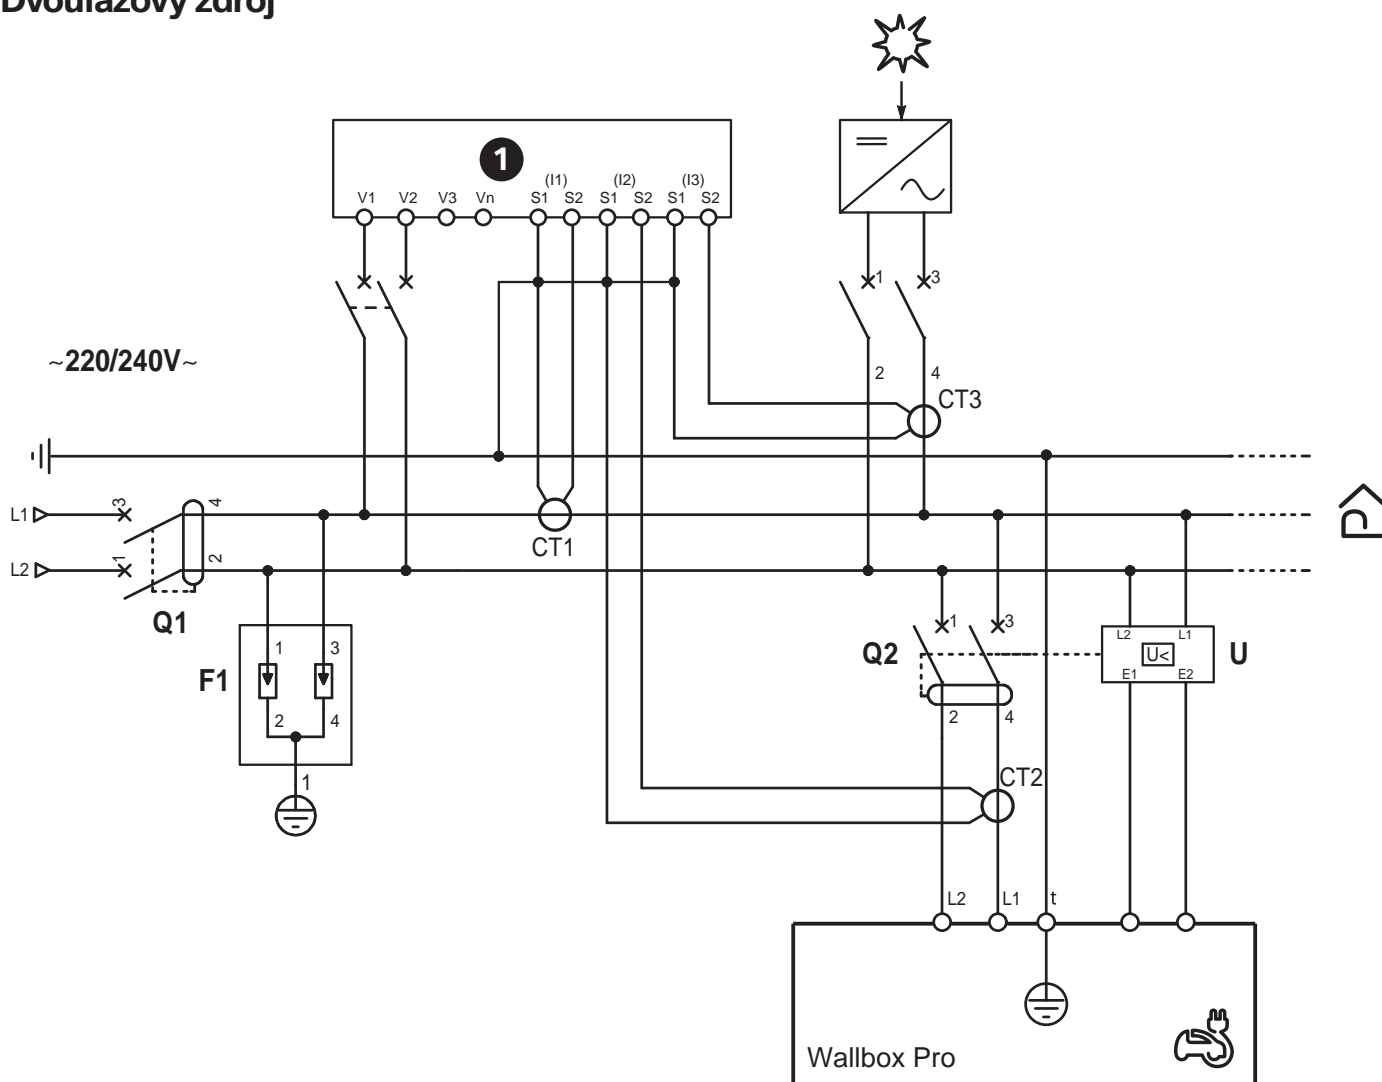 Dvoufázový zdroj
1
(I1) (I2) (I3)
V1 V2 V3 Vn S1 S2 S1 S2 S1 S2
1 3
~220/240V~
2 4
CT3
L1 3 4
CT1
L2 1 2
Q1
1 3
F1
2 4
1
Q2
1 3
L2 L1
U<
U
E1 E2
2 4
CT2
L2 L1 t
Wallbox Pro